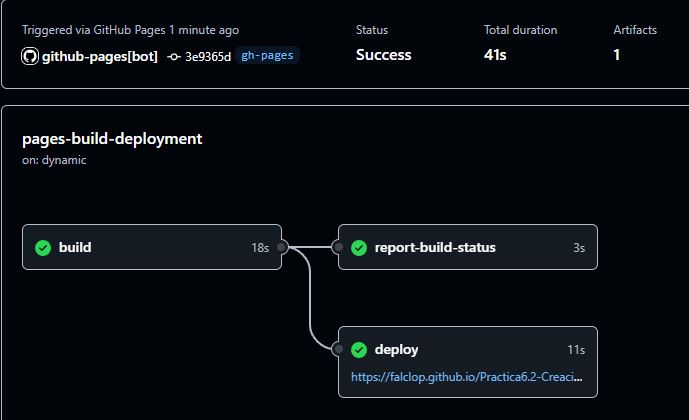 Triggered via GitHub Pages 1 minute ago
Status
Total duration
Artifacts
github-pages[bot] 3e9365d gh-pages
Success
41s
1
pages-build-deployment
on: dynamic
build 18s
report-build-status 3s
deploy 11s
https://falclop.github.io/Practica6.2-Creaci...